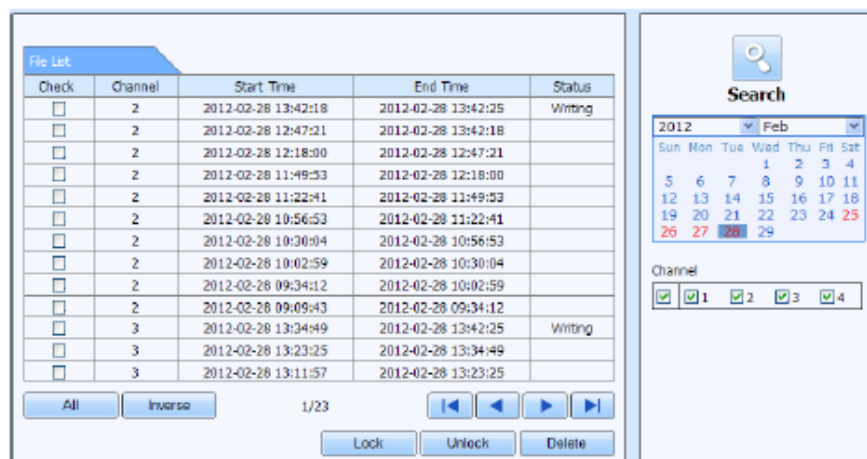 File List
Check Channel Start Time End Time Status
2 2012-02-28 13:42:18 2012-02-28 13:42:25 Writing
2 2012-02-28 12:47:21 2012-02-28 13:42:18
2 2012-02-28 12:18:00 2012-02-28 12:47:21
2 2012-02-28 11:49:53 2012-02-28 12:18:00
2 2012-02-28 11:22:41 2012-02-28 11:49:53
2 2012-02-28 10:56:53 2012-02-28 11:22:41
2 2012-02-28 10:30:04 2012-02-28 10:56:53
2 2012-02-28 10:02:59 2012-02-28 10:30:04
2 2012-02-28 09:34:12 2012-02-28 10:02:59
2 2012-02-28 09:09:43 2012-02-28 09:34:12
3 2012-02-28 13:34:49 2012-02-28 13:42:25 Writing
3 2012-02-28 13:23:25 2012-02-28 13:34:49
3 2012-02-28 13:11:57 2012-02-28 13:23:25
All Inverse 1/23
Lock Unlock Delete
Search
2012 Feb
Sun Mon Tue Wed Thu Fri Sat
1 2 3 4
5 6 7 8 9 10 11
12 13 14 15 16 17 18
19 20 21 22 23 24 25
26 27 28 29
Channel
1 2 3 4